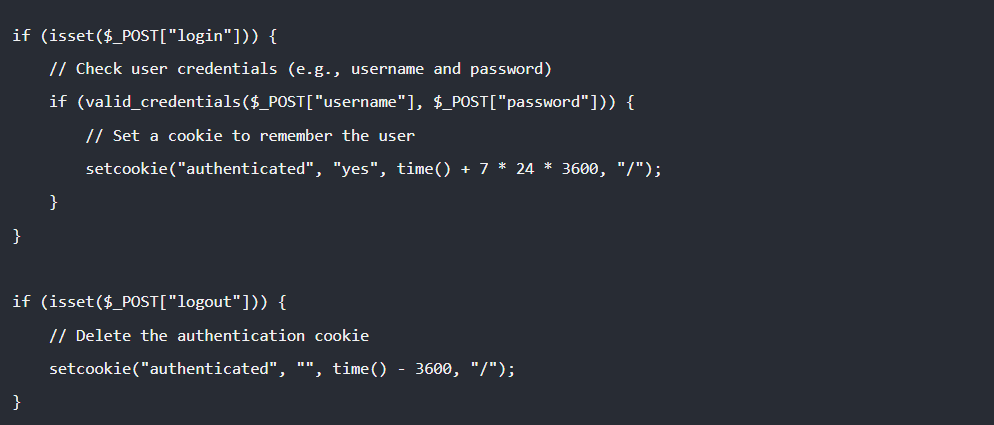 if (isset($_POST["login"])) {
    // Check user credentials (e.g., username and password)
    if (valid_credentials($_POST["username"], $_POST["password"])) {
        // Set a cookie to remember the user
        setcookie("authenticated", "yes", time() + 7 * 24 * 3600, "/");
    }
}

if (isset($_POST["logout"])) {
    // Delete the authentication cookie
    setcookie("authenticated", "", time() - 3600, "/");
}